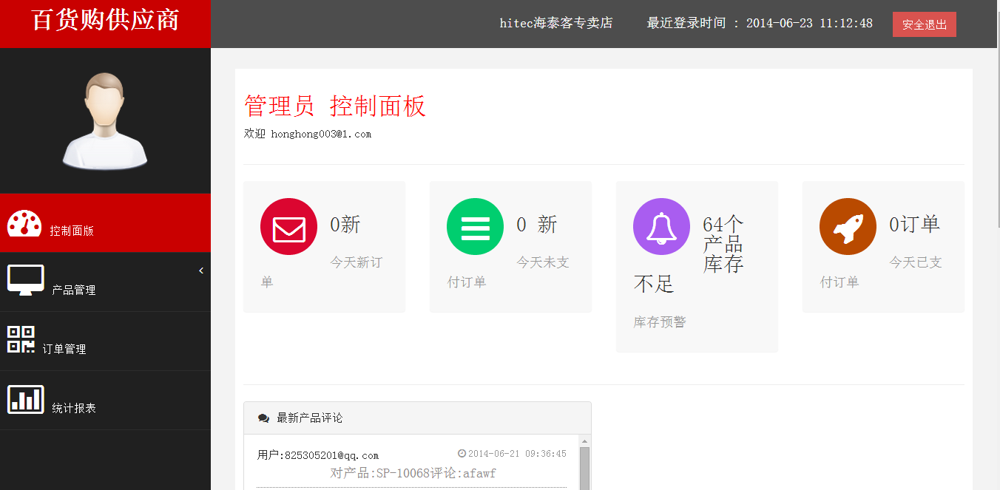 百货购供应商
hitec海泰客专卖店 最近登录时间 : 2014-06-23 11:12:48 安全退出
管理员 控制面板
欢迎 honghong003@1.com
控制面版
产品管理
订单管理
统计报表
0新
今天新订
单
0 新
今天未支
付订单
64个
产品
库存
不足
库存预警
0订单
今天已支
付订单
最新产品评论
用户:825305201@qq.com 2014-06-21 09:36:45
对产品:SP-10068评论:afawf